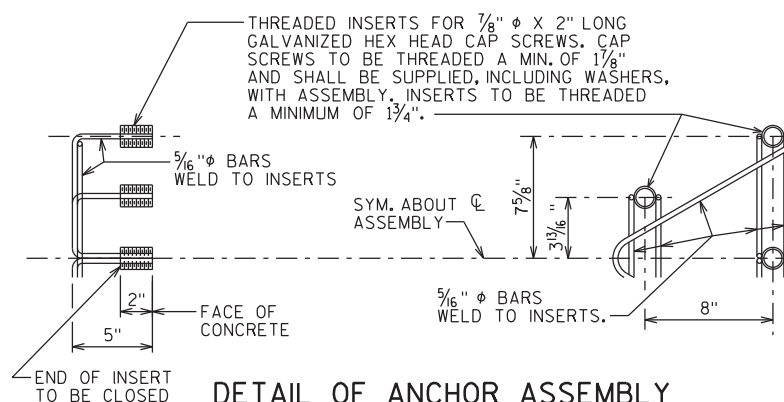 THREADED INSERTS FOR 7/8" ϕ X 2" LONG
GALVANIZED HEX HEAD CAP SCREWS. CAP
SCREWS TO BE THREADED A MIN. OF 1 7/8"
AND SHALL BE SUPPLIED, INCLUDING WASHERS,
WITH ASSEMBLY. INSERTS TO BE THREADED
A MINIMUM OF 1 3/4".
5/16"ϕ BARS
WELD TO INSERTS
SYM. ABOUT ℄
ASSEMBLY
7 5/8"
3 13/16"
2"
5"
FACE OF
CONCRETE
5/16" ϕ BARS
WELD TO INSERTS.
8"
END OF INSERT
TO BE CLOSED
DETAIL OF ANCHOR ASSEMBLY